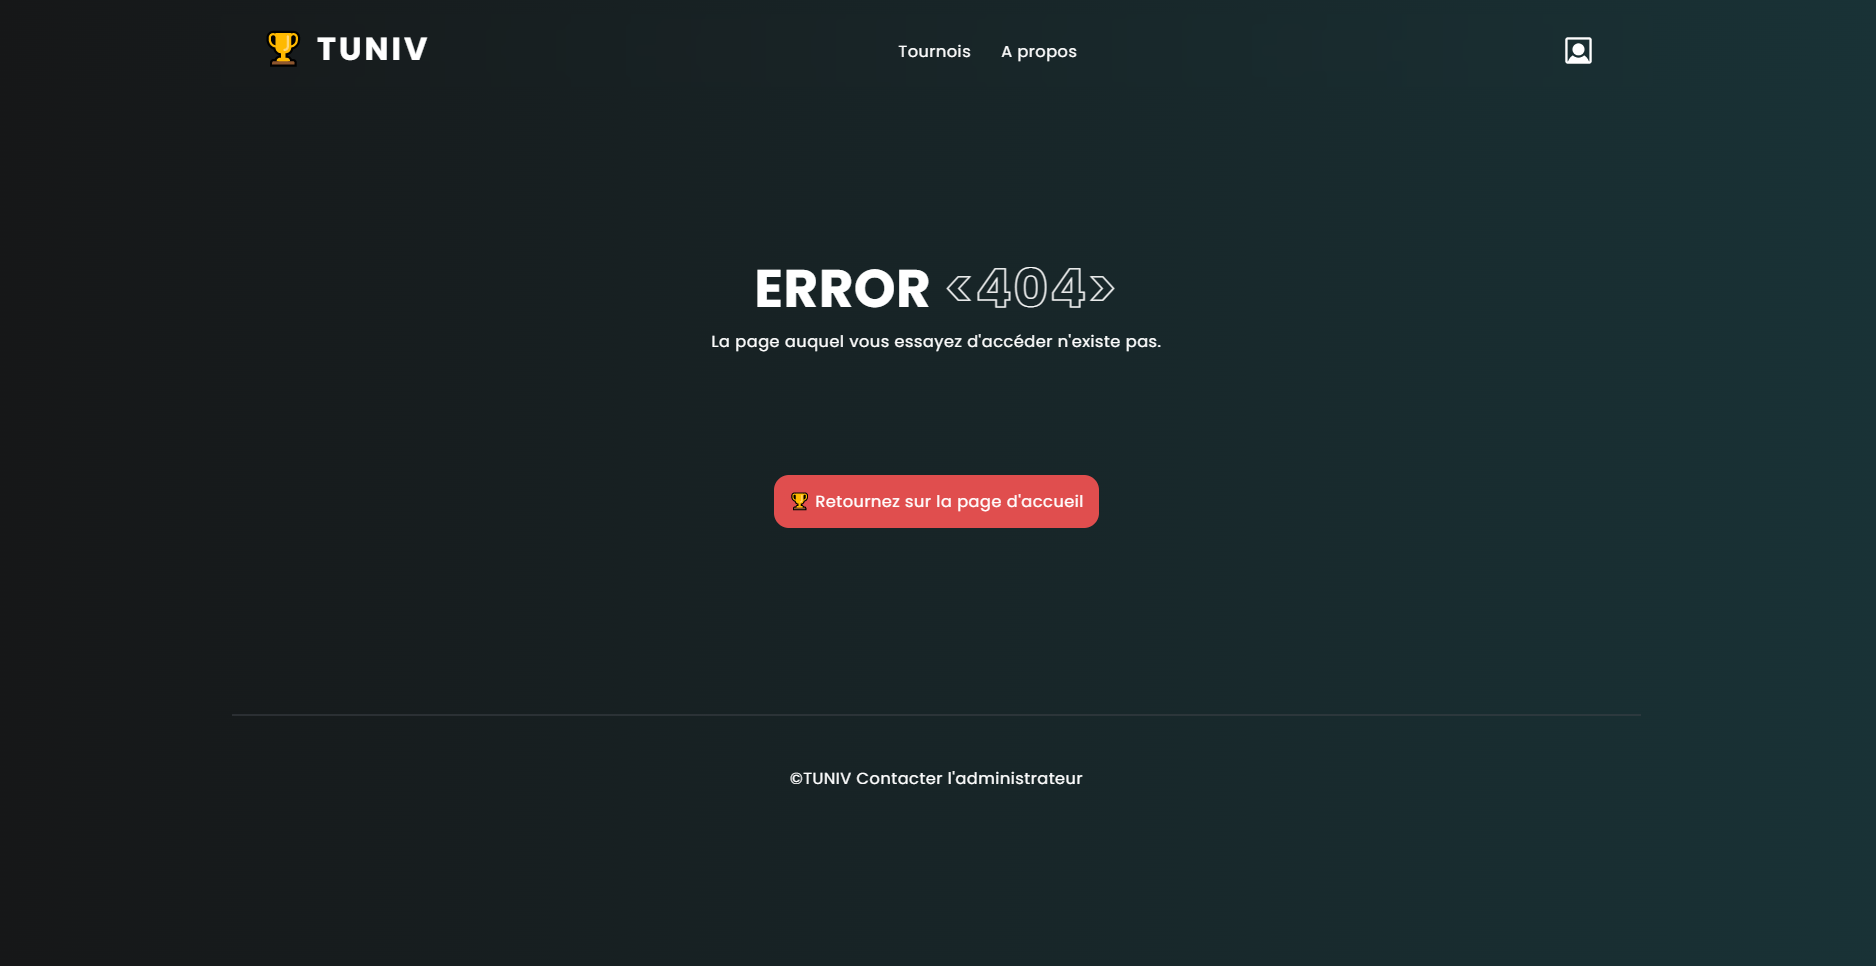 TUNIV
Tournois
A propos
ERROR <404>
La page auquel vous essayez d'accéder n'existe pas.
Retournez sur la page d'accueil
©TUNIV Contacter l'administrateur